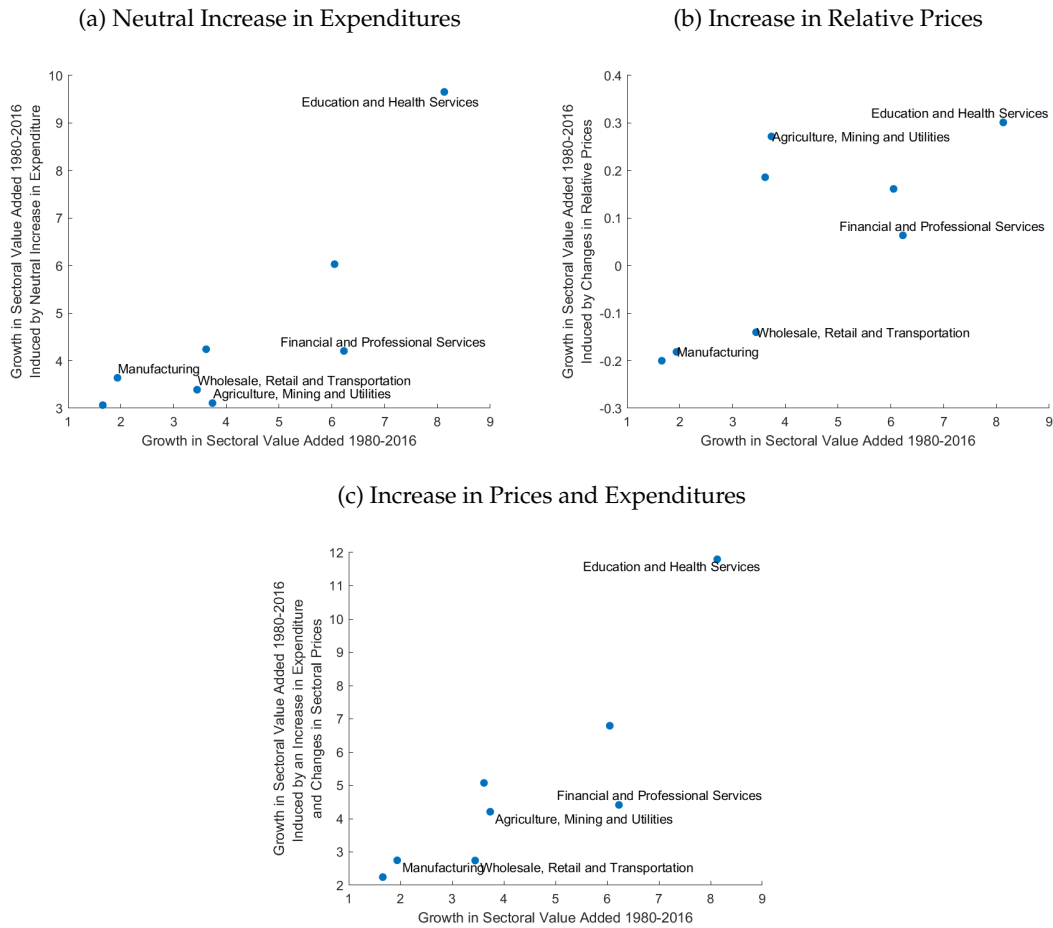 (a) Neutral Increase in Expenditures
Growth in Sectoral Value Added 1980-2016
Induced by Neutral Increase in Expenditure
10
9
8
7
6
5
4
3
Education and Health Services
Financial and Professional Services
Manufacturing
Wholesale, Retail and Transportation
Agriculture, Mining and Utilities
1 2 3 4 5 6 7 8 9
Growth in Sectoral Value Added 1980-2016
(b) Increase in Relative Prices
Growth in Sectoral Value Added 1980-2016
Induced by Changes in Relative Prices
0.4
0.3
0.2
0.1
0
-0.1
-0.2
-0.3
Education and Health Services
Agriculture, Mining and Utilities
Financial and Professional Services
Wholesale, Retail and Transportation
Manufacturing
1 2 3 4 5 6 7 8 9
Growth in Sectoral Value Added 1980-2016
(c) Increase in Prices and Expenditures
Growth in Sectoral Value Added 1980-2016
Induced by an Increase in Expenditure
and Changes in Sectoral Prices
12
11
10
9
8
7
6
5
4
3
2
Education and Health Services
Financial and Professional Services
Agriculture, Mining and Utilities
Manufacturing Wholesale, Retail and Transportation
1 2 3 4 5 6 7 8 9
Growth in Sectoral Value Added 1980-2016